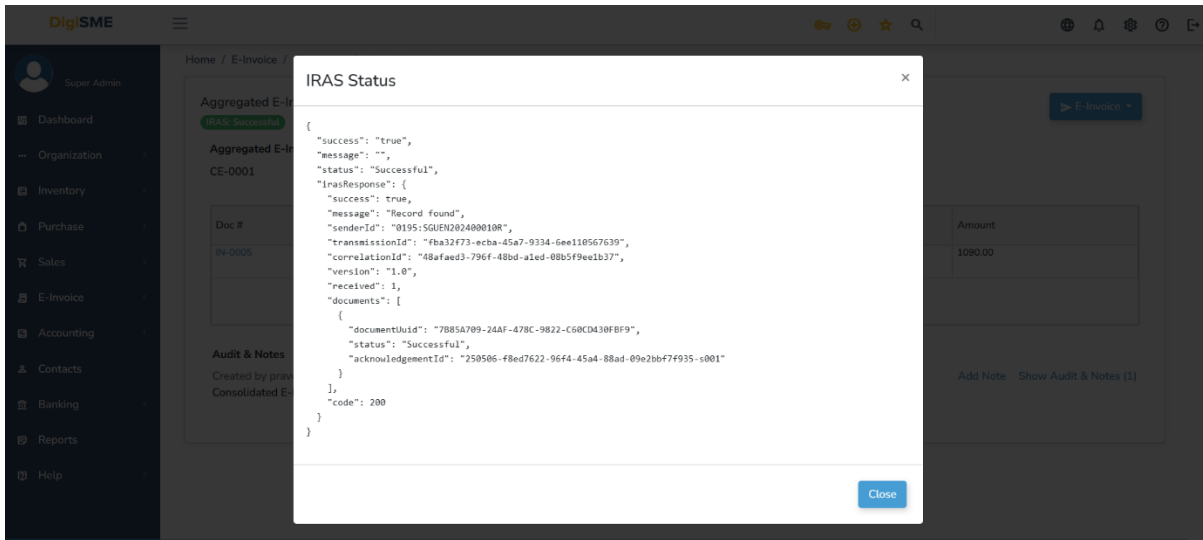 DigiSME
Super Admin
Dashboard
Organization
Inventory
Purchase
Sales
E-Invoice
Accounting
Contacts
Banking
Reports
Help
Home / E-Invoice /
Aggregated E-In
IRAS: Successful
E-Invoice
Aggregated E-In
CE-0001
Doc #
Amount
IN-0005
1090.00
Audit & Notes
Created by prav
Consolidated E-
Add Note Show Audit & Notes (1)
IRAS Status
×
{
"success": "true",
"message": "",
"status": "Successful",
"irasResponse": {
"success": true,
"message": "Record found",
"senderId": "0195:SGUEN202400010R",
"transmissionId": "fba32f73-ecba-45a7-9334-6ee110567639",
"correlationId": "48afaed3-796f-48bd-a1ed-08b5f9ee1b37",
"version": "1.0",
"received": 1,
"documents": [
{
"documentUuid": "7B85A709-24AF-478C-9822-C60CD430FBF9",
"status": "Successful",
"acknowledgementId": "250506-f8ed7622-96f4-45a4-88ad-09e2bbf7f935-s001"
}
],
"code": 200
}
}
Close